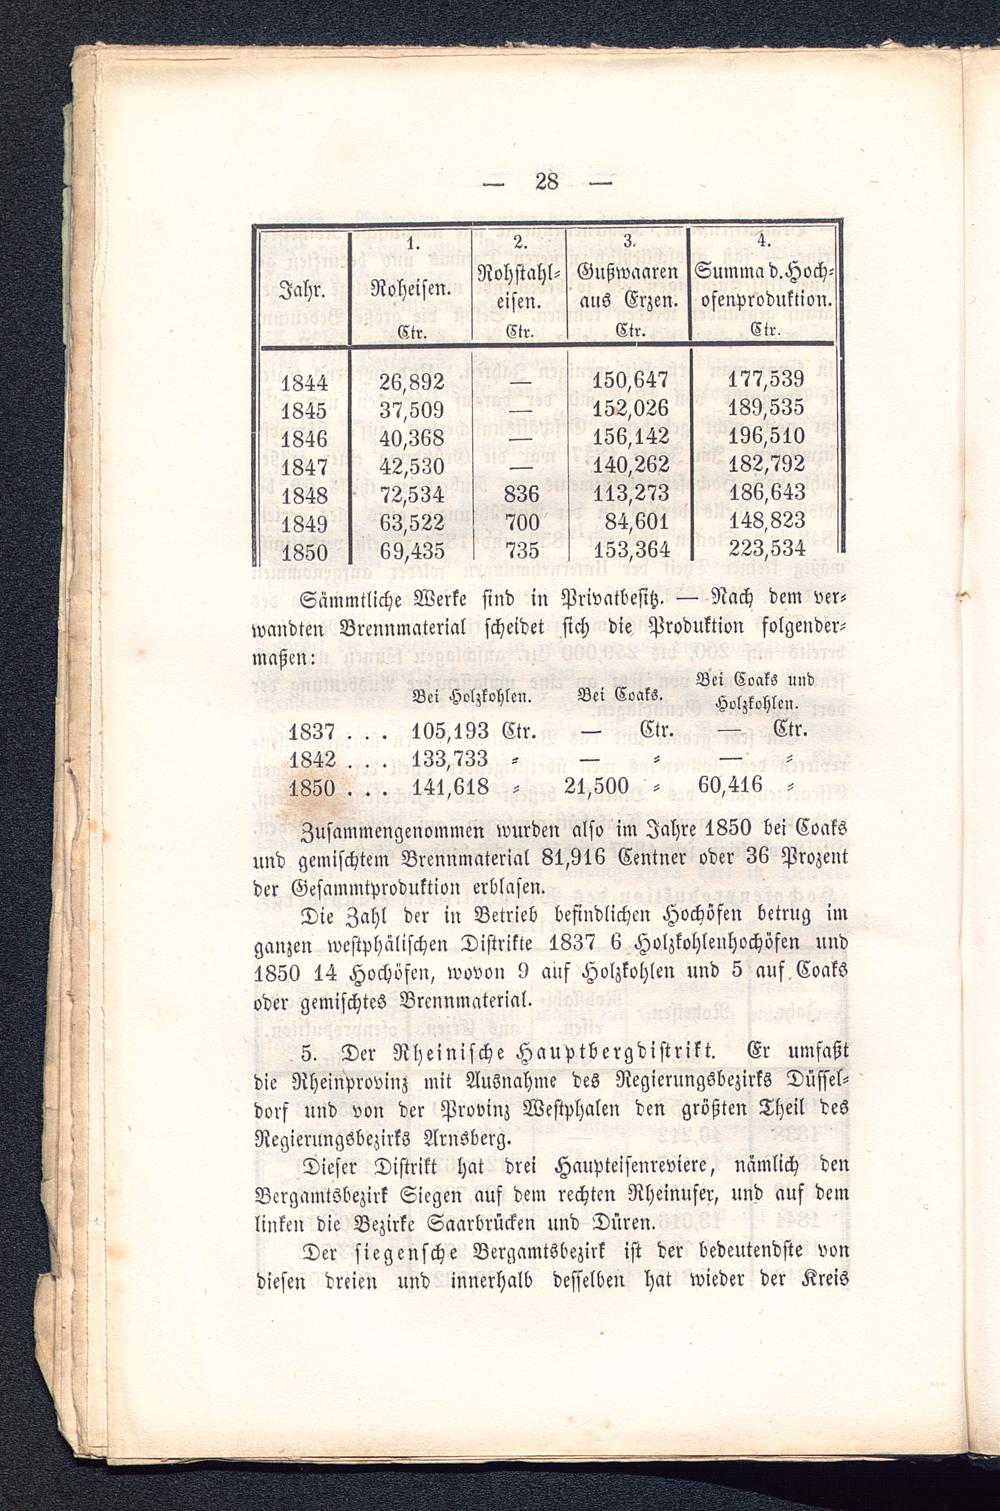 — 28 —
1. 2. 3. 4.
Jahr. Roheisen. Rohstahl- Gußwaaren Summa d. Hoch-
eisen. aus Erzen. ofenproduktion.
Ctr. Ctr. Ctr. Ctr.
1844 26,892 — 150,647 177,539
1845 37,509 — 152,026 189,535
1846 40,368 — 156,142 196,510
1847 42,530 — 140,262 182,792
1848 72,534 836 113,273 186,643
1849 63,522 700 84,601 148,823
1850 69,435 735 153,364 223,534
Sämmtliche Werke sind in Privatbesitz. — Nach dem ver-
wandten Brennmaterial scheidet sich die Produktion folgender-
maßen:
Bei Holzkohlen. Bei Coaks. Bei Coaks und
Holzkohlen.
1837 . . . 105,193 Ctr. — Ctr. — Ctr.
1842 . . . 133,733 „ — „ — „
1850 . . . 141,618 „ 21,500 „ 60,416 „
Zusammengenommen wurden also im Jahre 1850 bei Coaks
und gemischtem Brennmaterial 81,916 Centner oder 36 Prozent
der Gesammtproduktion erblasen.
Die Zahl der in Betrieb befindlichen Hochöfen betrug im
ganzen westphälischen Distrikte 1837 6 Holzkohlenhochöfen und
1850 14 Hochöfen, wovon 9 auf Holzkohlen und 5 auf Coaks
oder gemischtes Brennmaterial.
5. Der Rheinische Hauptbergdistrikt. Er umfaßt
die Rheinprovinz mit Ausnahme des Regierungsbezirks Düssel-
dorf und von der Provinz Westphalen den größten Theil des
Regierungsbezirks Arnsberg.
Dieser Distrikt hat drei Haupteisenreviere, nämlich den
Bergamtsbezirk Siegen auf dem rechten Rheinufer, und auf dem
linken die Bezirke Saarbrücken und Düren.
Der siegensche Bergamtsbezirk ist der bedeutendste von
diesen dreien und innerhalb desselben hat wieder der Kreis